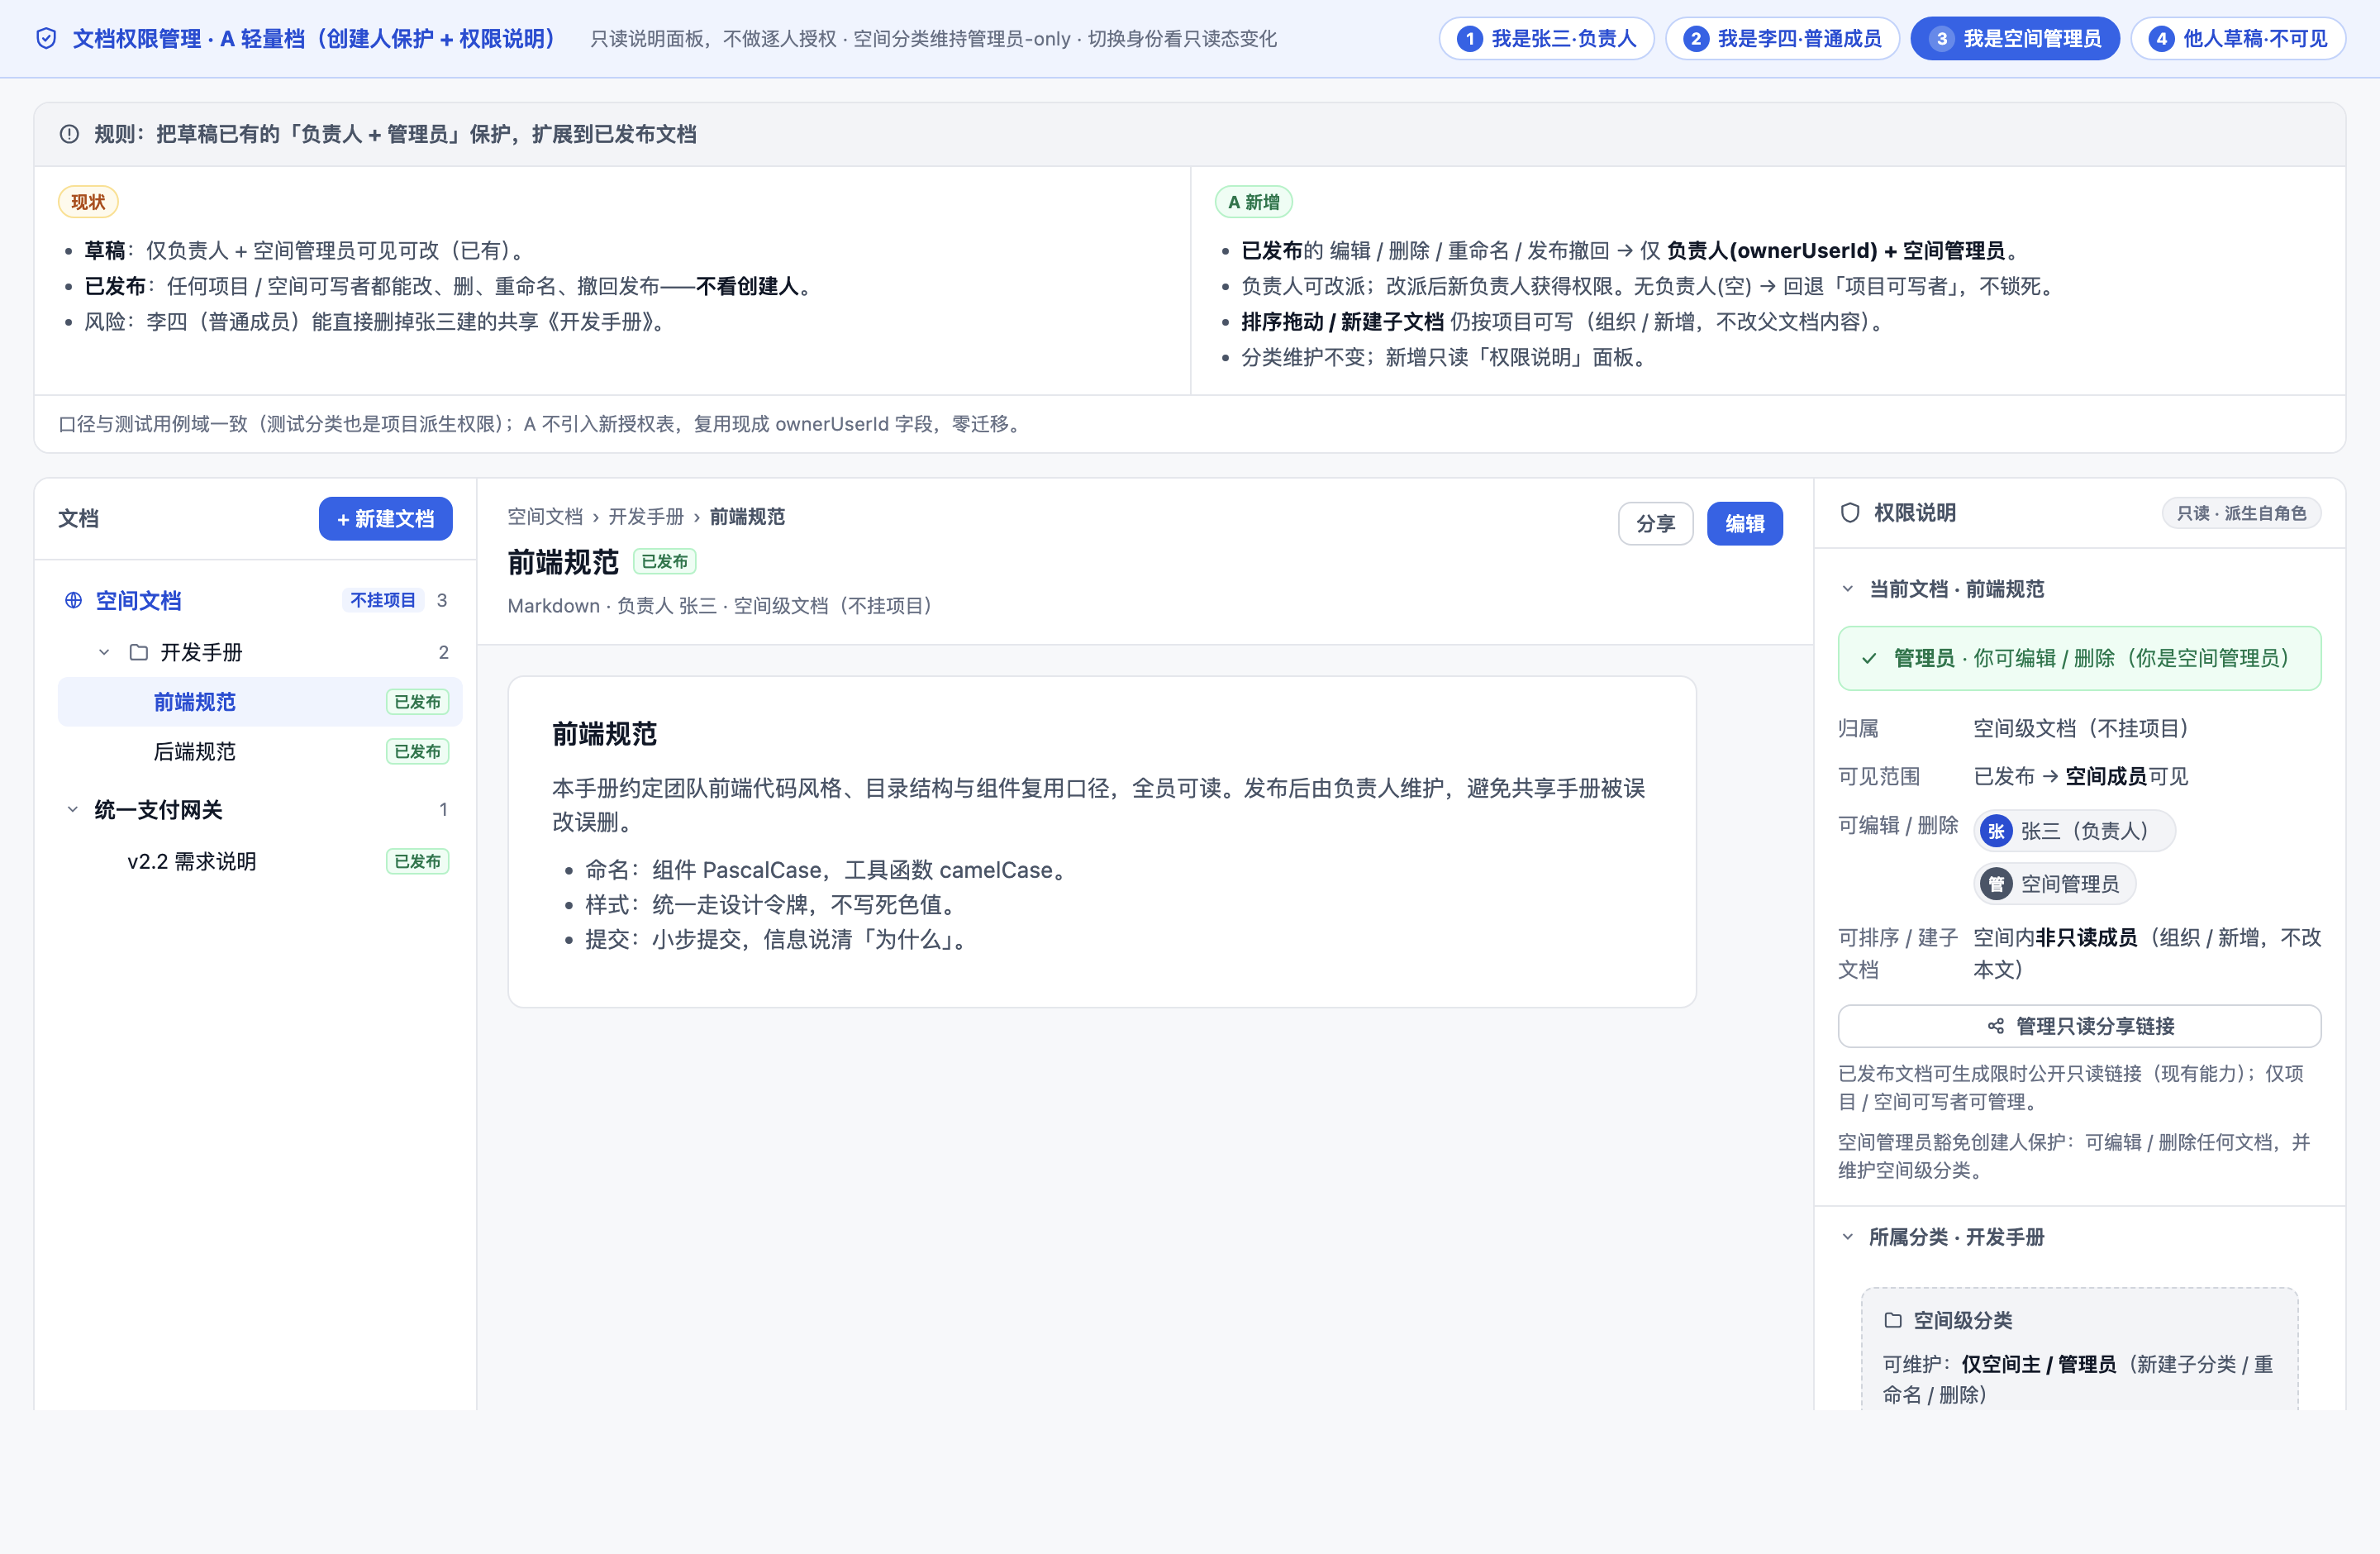 文档权限管理 · A 轻量档（创建人保护 + 权限说明）
只读说明面板，不做逐人授权 · 空间分类维持管理员-only · 切换身份看只读态变化
1 我是张三·负责人
2 我是李四·普通成员
3 我是空间管理员
4 他人草稿·不可见
规则：把草稿已有的「负责人 + 管理员」保护，扩展到已发布文档
现状
• 草稿：仅负责人 + 空间管理员可见可改（已有）。
• 已发布：任何项目 / 空间可写者都能改、删、重命名、撤回发布——不看创建人。
• 风险：李四（普通成员）能直接删掉张三建的共享《开发手册》。
A 新增
• 已发布的 编辑 / 删除 / 重命名 / 发布撤回 → 仅 负责人(ownerUserId) + 空间管理员。
• 负责人可改派；改派后新负责人获得权限。无负责人(空) → 回退「项目可写者」，不锁死。
• 排序拖动 / 新建子文档 仍按项目可写（组织 / 新增，不改父文档内容）。
• 分类维护不变；新增只读「权限说明」面板。
口径与测试用例域一致（测试分类也是项目派生权限）；A 不引入新授权表，复用现成 ownerUserId 字段，零迁移。
文档
+ 新建文档
空间文档 不挂项目 3
开发手册 2
前端规范 已发布
后端规范 已发布
统一支付网关 1
v2.2 需求说明 已发布
空间文档 › 开发手册 › 前端规范
分享
编辑
前端规范 已发布
Markdown · 负责人 张三 · 空间级文档（不挂项目）
前端规范
本手册约定团队前端代码风格、目录结构与组件复用口径，全员可读。发布后由负责人维护，避免共享手册被误
改误删。
• 命名：组件 PascalCase，工具函数 camelCase。
• 样式：统一走设计令牌，不写死色值。
• 提交：小步提交，信息说清「为什么」。
权限说明
只读 · 派生自角色
当前文档 · 前端规范
管理员 · 你可编辑 / 删除（你是空间管理员）
归属 空间级文档（不挂项目）
可见范围 已发布 → 空间成员可见
可编辑 / 删除 张 张三（负责人）
管 空间管理员
可排序 / 建子 空间内非只读成员（组织 / 新增，不改
文档 本文）
管理只读分享链接
已发布文档可生成限时公开只读链接（现有能力）；仅项
目 / 空间可写者可管理。
空间管理员豁免创建人保护：可编辑 / 删除任何文档，并
维护空间级分类。
所属分类 · 开发手册
空间级分类
可维护：仅空间主 / 管理员（新建子分类 / 重
命名 / 删除）